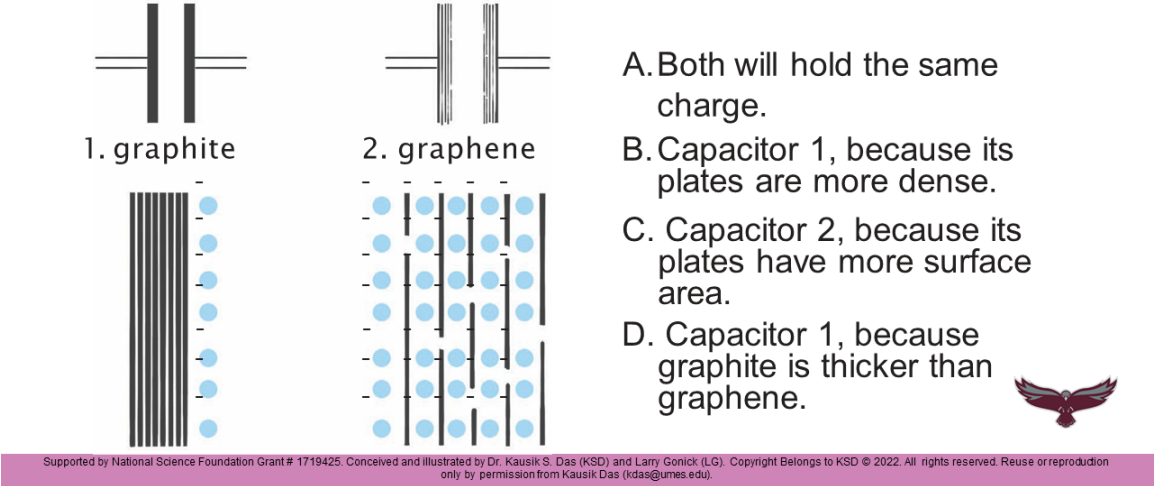 1. graphite
2. graphene
A. Both will hold the same
charge.
B. Capacitor 1, because its
plates are more dense.
C. Capacitor 2, because its
plates have more surface
area.
D. Capacitor 1, because
graphite is thicker than
graphene.
Supported by National Science Foundation Grant # 1719425. Conceived and illustrated by Dr. Kausik S. Das (KSD) and Larry Gonick (LG). Copyright Belongs to KSD © 2022. All rights reserved. Reuse or reproduction
only by permission from Kausik Das (kdas@umes.edu).